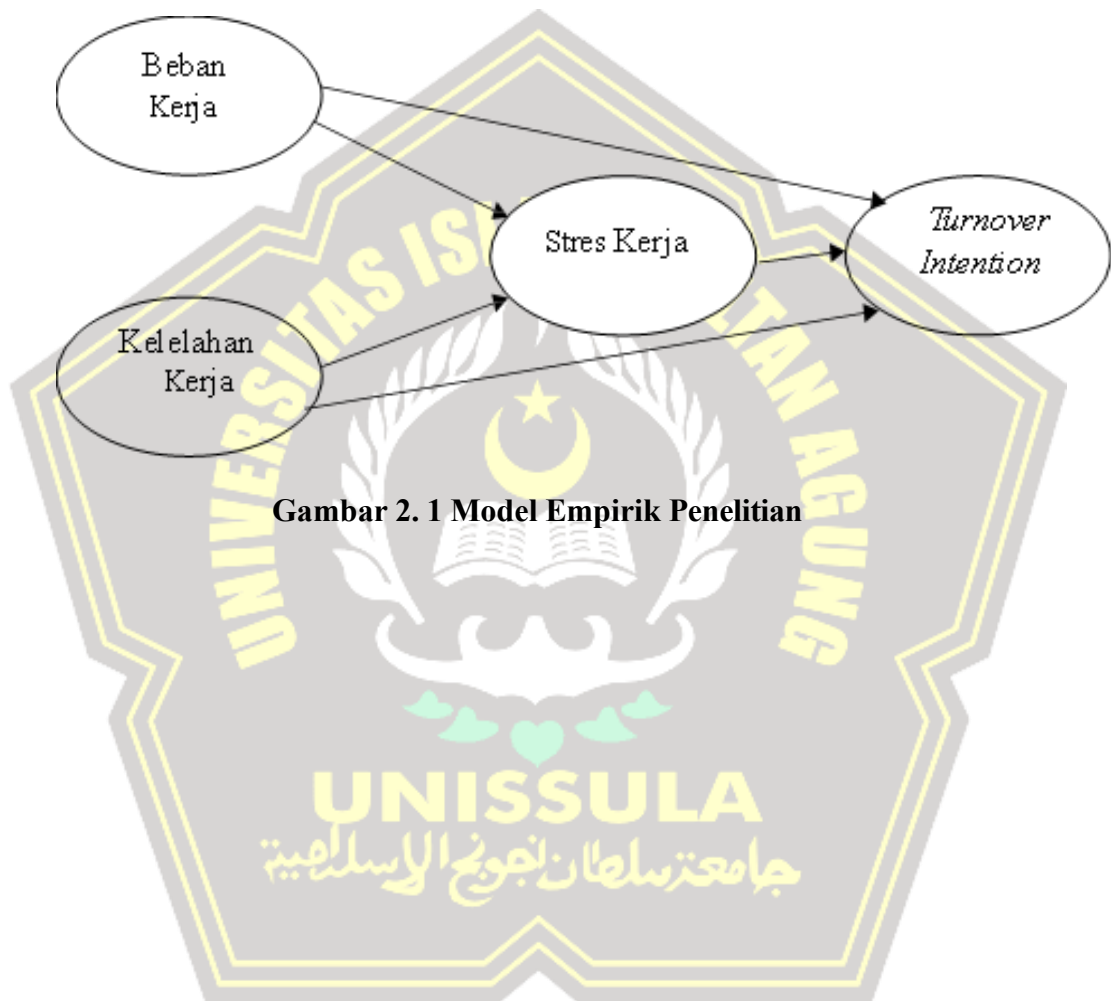 Beban
Kerja
Stres Kerja
Turnover
Intention
Kelelahan
Kerja
Gambar 2. 1 Model Empirik Penelitian
UNIVERSITAS ISLAM SULTAN AGUNG
UNISSULA
جامعة سلطان أجونج الإسلامية